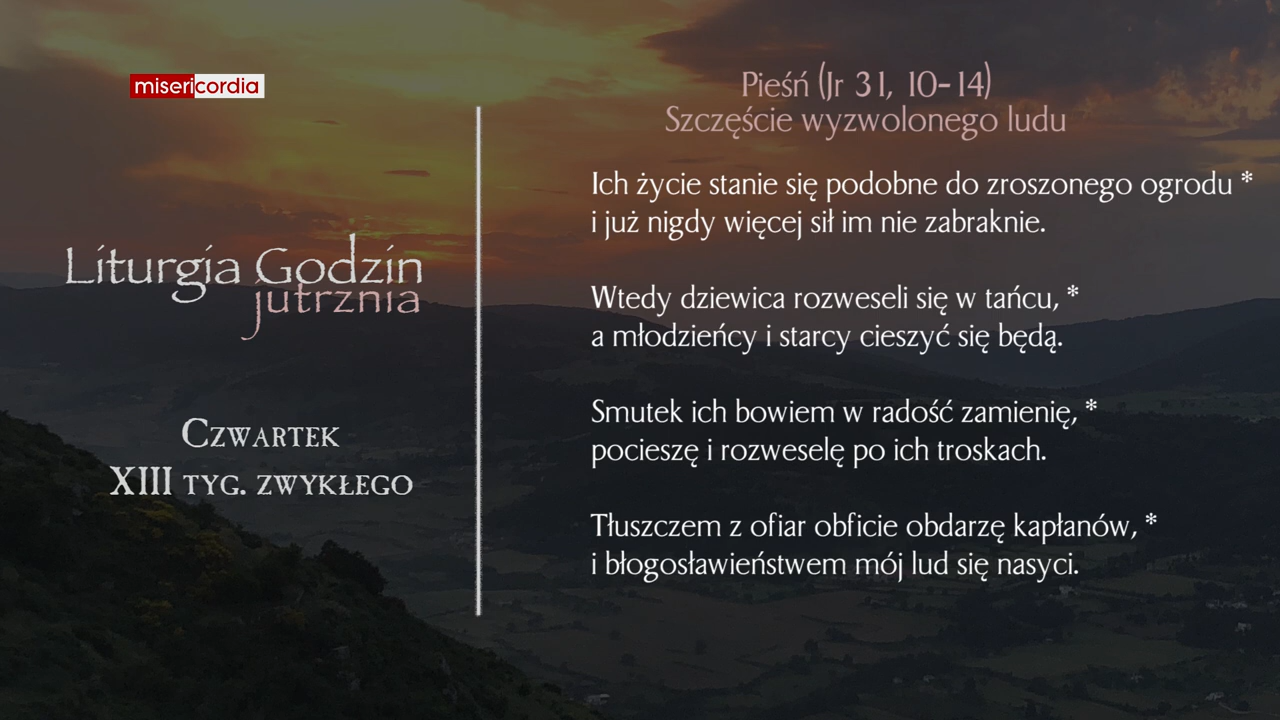 misericordia
Liturgia Godzin
jutrznia
Czwartek
XIII tyg. zwykłego
Pieśń (Jr 31, 10-14)
Szczęście wyzwolonego ludu
Ich życie stanie się podobne do zroszonego ogrodu *
i już nigdy więcej sił im nie zabraknie.
Wtedy dziewica rozweseli się w tańcu, *
a młodzieńcy i starcy cieszyć się będą.
Smutek ich bowiem w radość zamienię, *
pocieszę i rozweselę po ich troskach.
Tłuszczem z ofiar obficie obdarzę kapłanów, *
i błogosławieństwem mój lud się nasyci.